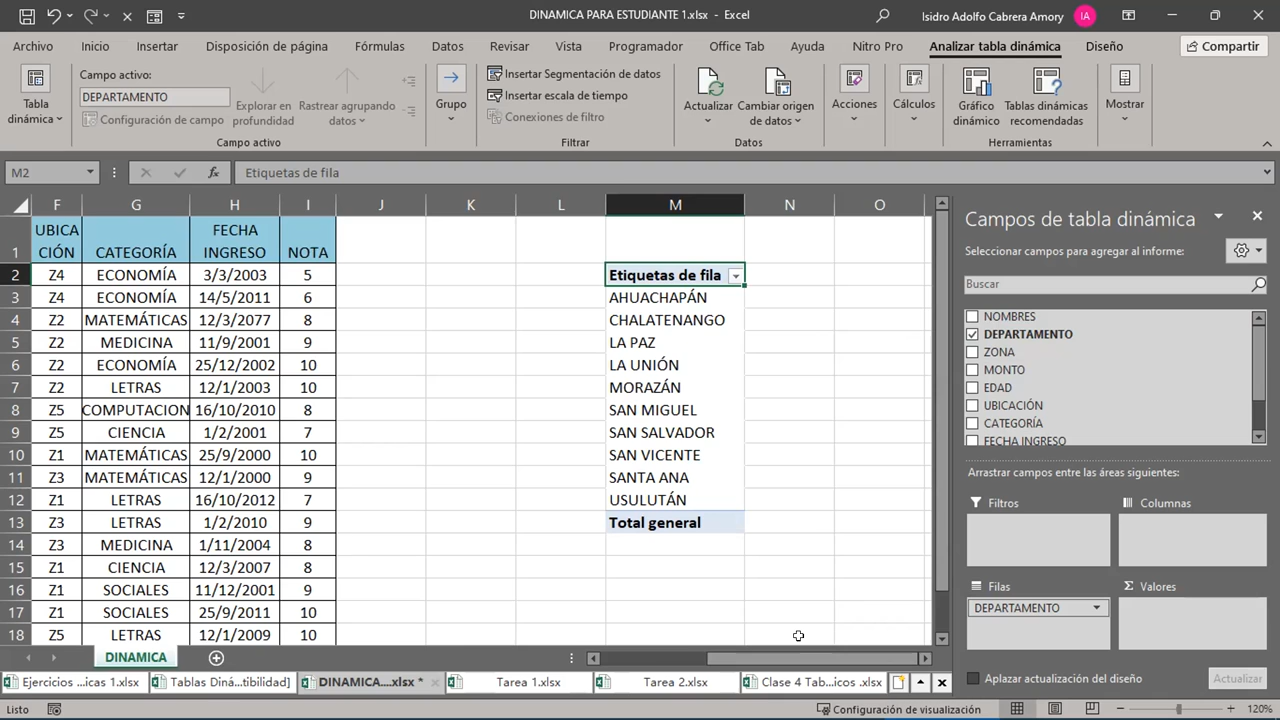 DINAMICA PARA ESTUDIANTE 1.xlsx - Excel
Isidro Adolfo Cabrera Amory
IA
Archivo Inicio Insertar Disposición de página Fórmulas Datos Revisar Vista Programador Office Tab Ayuda Nitro Pro Analizar tabla dinámica Diseño Compartir
Tabla dinámica
Campo activo:
DEPARTAMENTO
Configuración de campo
Explorar en profundidad
Rastrear agrupando datos
Campo activo
Grupo
Insertar Segmentación de datos
Insertar escala de tiempo
Conexiones de filtro
Filtrar
Actualizar
Cambiar origen de datos
Datos
Acciones
Cálculos
Gráfico dinámico
Tablas dinámicas recomendadas
Herramientas
Mostrar
M2
fx
Etiquetas de fila
F G H I J K L M N O
1 UBICACIÓN CATEGORÍA FECHA INGRESO NOTA
2 Z4 ECONOMÍA 3/3/2003 5 Etiquetas de fila
3 Z4 ECONOMÍA 14/5/2011 6 AHUACHAPÁN
4 Z2 MATEMÁTICAS 12/3/2077 8 CHALATENANGO
5 Z2 MEDICINA 11/9/2001 9 LA PAZ
6 Z2 ECONOMÍA 25/12/2002 10 LA UNIÓN
7 Z2 LETRAS 12/1/2003 10 MORAZÁN
8 Z5 COMPUTACION 16/10/2010 8 SAN MIGUEL
9 Z5 CIENCIA 1/2/2001 7 SAN SALVADOR
10 Z1 MATEMÁTICAS 25/9/2000 10 SAN VICENTE
11 Z3 MATEMÁTICAS 12/1/2000 9 SANTA ANA
12 Z1 LETRAS 16/10/2012 7 USULUTÁN
13 Z3 LETRAS 1/2/2010 9 Total general
14 Z3 MEDICINA 1/11/2004 8
15 Z1 CIENCIA 12/3/2007 8
16 Z1 SOCIALES 11/12/2001 9
17 Z1 SOCIALES 25/9/2011 10
18 Z5 LETRAS 12/1/2009 10
DINAMICA
Ejercicios ...icas 1.xlsx
Tablas Diná...tibilidad]
DINAMICA....xlsx *
Tarea 1.xlsx
Tarea 2.xlsx
Clase 4 Tab...icos .xlsx
Listo
Configuración de visualización
120%
Campos de tabla dinámica
Seleccionar campos para agregar al informe:
Buscar
NOMBRES
DEPARTAMENTO
ZONA
MONTO
EDAD
UBICACIÓN
CATEGORÍA
FECHA INGRESO
Arrastrar campos entre las áreas siguientes:
Filtros
Columnas
Filas
Σ Valores
DEPARTAMENTO
Aplazar actualización del diseño
Actualizar